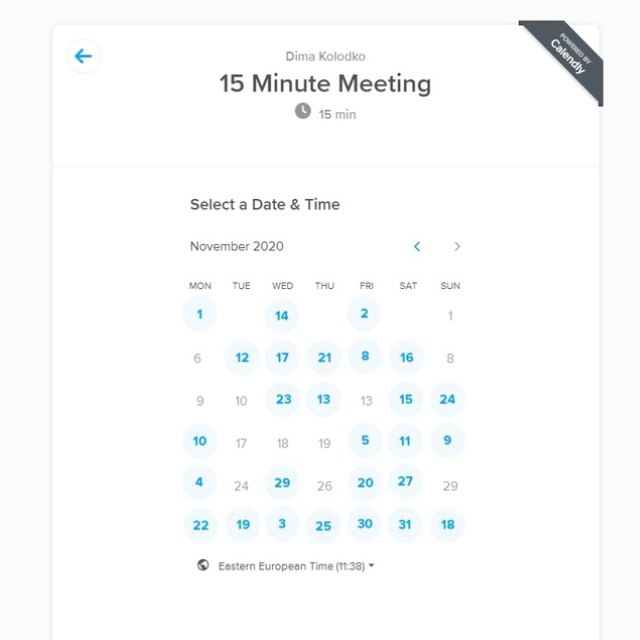 POWERED BY
Calendly
Dima Kolodko
15 Minute Meeting
15 min
Select a Date & Time
November 2020
MON TUE WED THU FRI SAT SUN
1 14 2 1
6 12 17 21 8 16 8
9 10 23 13 13 15 24
10 17 18 19 5 11 9
4 24 29 26 20 27 29
22 19 3 25 30 31 18
Eastern European Time (11:38)